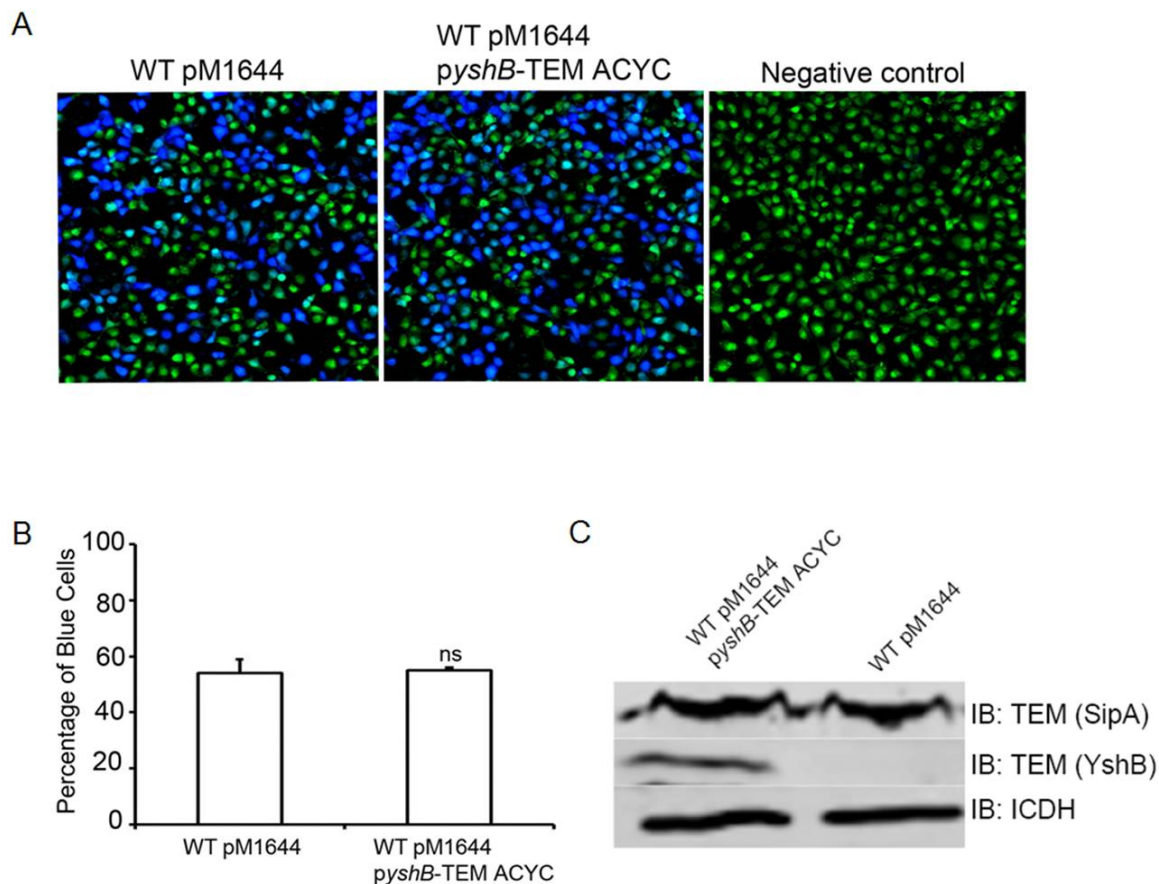 A
WT pM1644
WT pM1644
pyshB-TEM ACYC
Negative control
B
Percentage of Blue Cells
100
80
60
40
20
0
ns
WT pM1644
WT pM1644
pyshB-TEM ACYC
C
WT pM1644
pyshB-TEM ACYC
WT pM1644
IB: TEM (SipA)
IB: TEM (YshB)
IB: ICDH